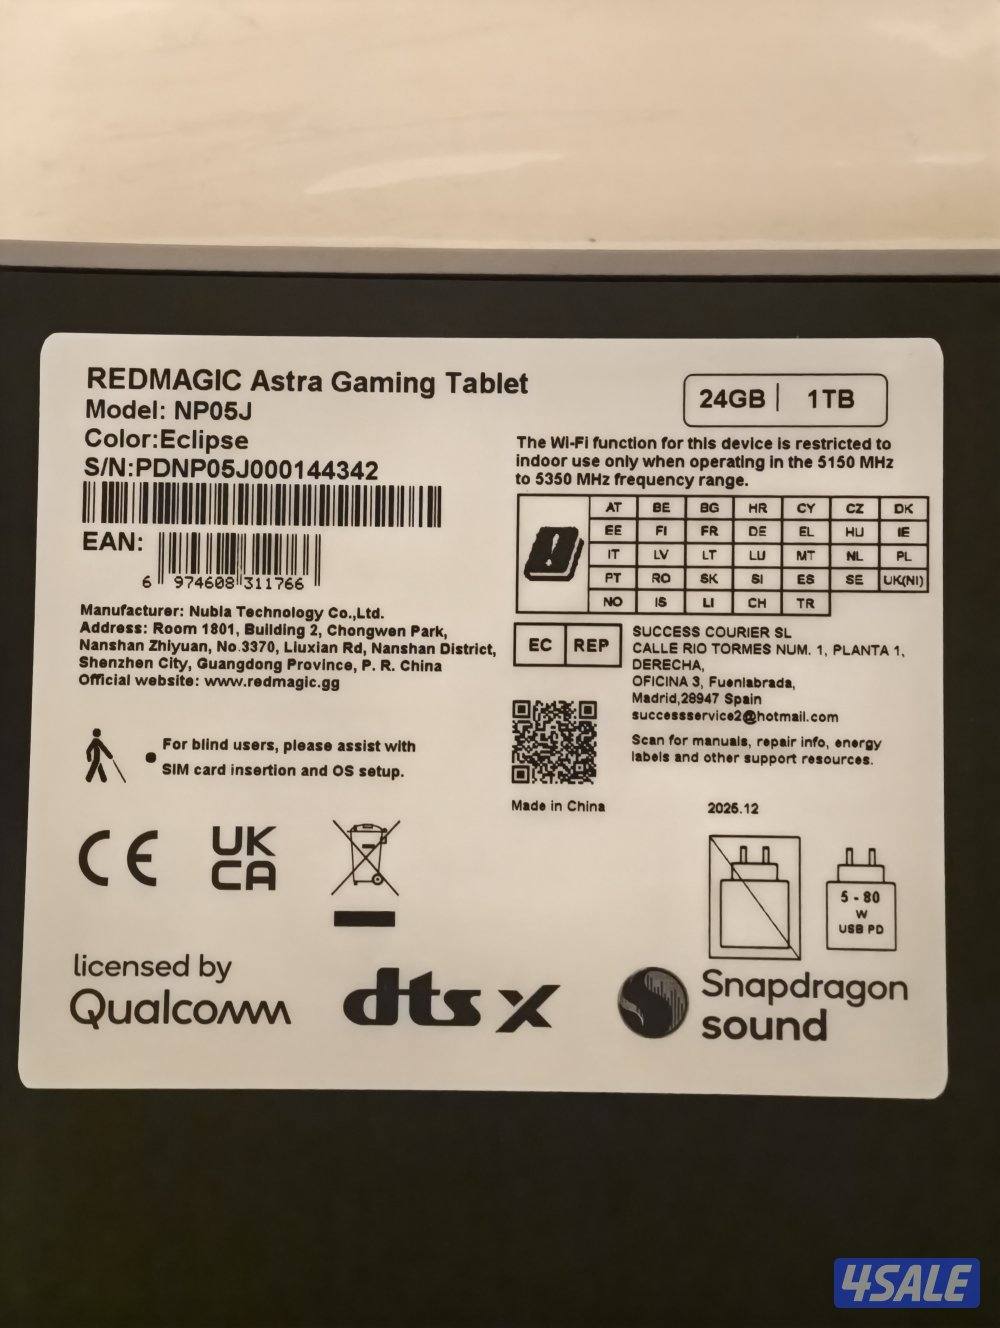 REDMAGIC Astra Gaming Tablet
Model: NP05J
Color:Eclipse
S/N:PDNP05J000144342
EAN:
6 974608 311766
Manufacturer: Nubia Technology Co.,Ltd.
Address: Room 1801, Building 2, Chongwen Park,
Nanshan Zhiyuan, No.3370, Liuxian Rd, Nanshan District,
Shenzhen City, Guangdong Province, P. R. China
Official website: www.redmagic.gg
For blind users, please assist with
SIM card insertion and OS setup.
24GB | 1TB
The Wi-Fi function for this device is restricted to
indoor use only when operating in the 5150 MHz
to 5350 MHz frequency range.
AT BE BG HR CY CZ DK
EE FI FR DE EL HU IE
IT LV LT LU MT NL PL
PT RO SK SI ES SE UK(NI)
NO IS LI CH TR
EC REP
SUCCESS COURIER SL
CALLE RIO TORMES NUM. 1, PLANTA 1,
DERECHA,
OFICINA 3, Fuenlabrada,
Madrid,28947 Spain
successservice2@hotmail.com
Scan for manuals, repair info, energy
labels and other support resources.
Made in China
2025.12
CE
UK
CA
5 - 80
W
USB PD
licensed by
Qualcomm
dts x
Snapdragon
sound
4SALE